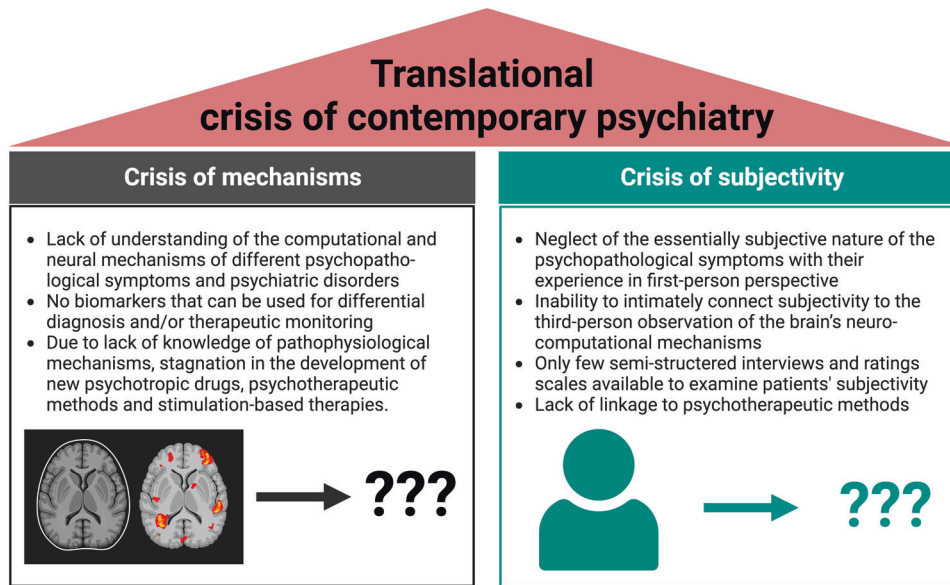 Translational
crisis of contemporary psychiatry
Crisis of mechanisms
• Lack of understanding of the computational and
neural mechanisms of different psychopatho-
logical symptoms and psychiatric disorders
• No biomarkers that can be used for differential
diagnosis and/or therapeutic monitoring
• Due to lack of knowledge of pathophysiological
mechanisms, stagnation in the development of
new psychotropic drugs, psychotherapeutic
methods and stimulation-based therapies.
???
Crisis of subjectivity
• Neglect of the essentially subjective nature of the
psychopathological symptoms with their
experience in first-person perspective
• Inability to intimately connect subjectivity to the
third-person observation of the brain's neuro-
computational mechanisms
• Only few semi-structered interviews and ratings
scales available to examine patients' subjectivity
• Lack of linkage to psychotherapeutic methods
???